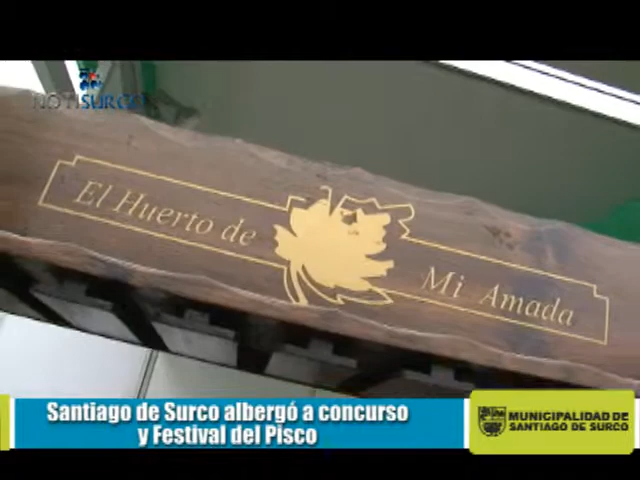 NOTISURCO
El Huerto de Mi Amada
Santiago de Surco albergó a concurso
y Festival del Pisco
MUNICIPALIDAD DE
SANTIAGO DE SURCO